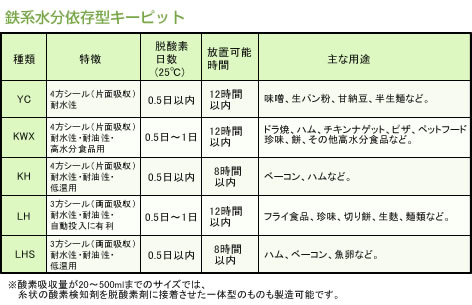 鉄系水分依存型キーピット
種類 特徴 脱酸素日数(25℃) 放置可能時間 主な用途
YC 4方シール(片面吸収) 耐水性 0.5日以内 12時間以内 味噌、生パン粉、甘納豆、半生麺など。
KWX 4方シール(片面吸収) 耐水性・耐油性・高水分食品用 0.5日～1日 12時間以内 ドラ焼、ハム、チキンナゲット、ピザ、ペットフード 珍味、餅、その他高水分食品など。
KH 4方シール(片面吸収) 耐水性・耐油性・低温用 0.5日以内 8時間以内 ベーコン、ハムなど。
LH 3方シール(両面吸収) 耐水性・耐油性・自動投入に有利 0.5日～1日 12時間以内 フライ食品、珍味、切り餅、生麩、麺類など。
LHS 3方シール(両面吸収) 耐水性・耐油性・低温用 0.5日以内 8時間以内 ハム、ベーコン、魚卵など。
※酸素吸収量が20～500mlまでのサイズでは、
糸状の酸素検知剤を脱酸素剤に接着させた一体型のものも製造可能です。